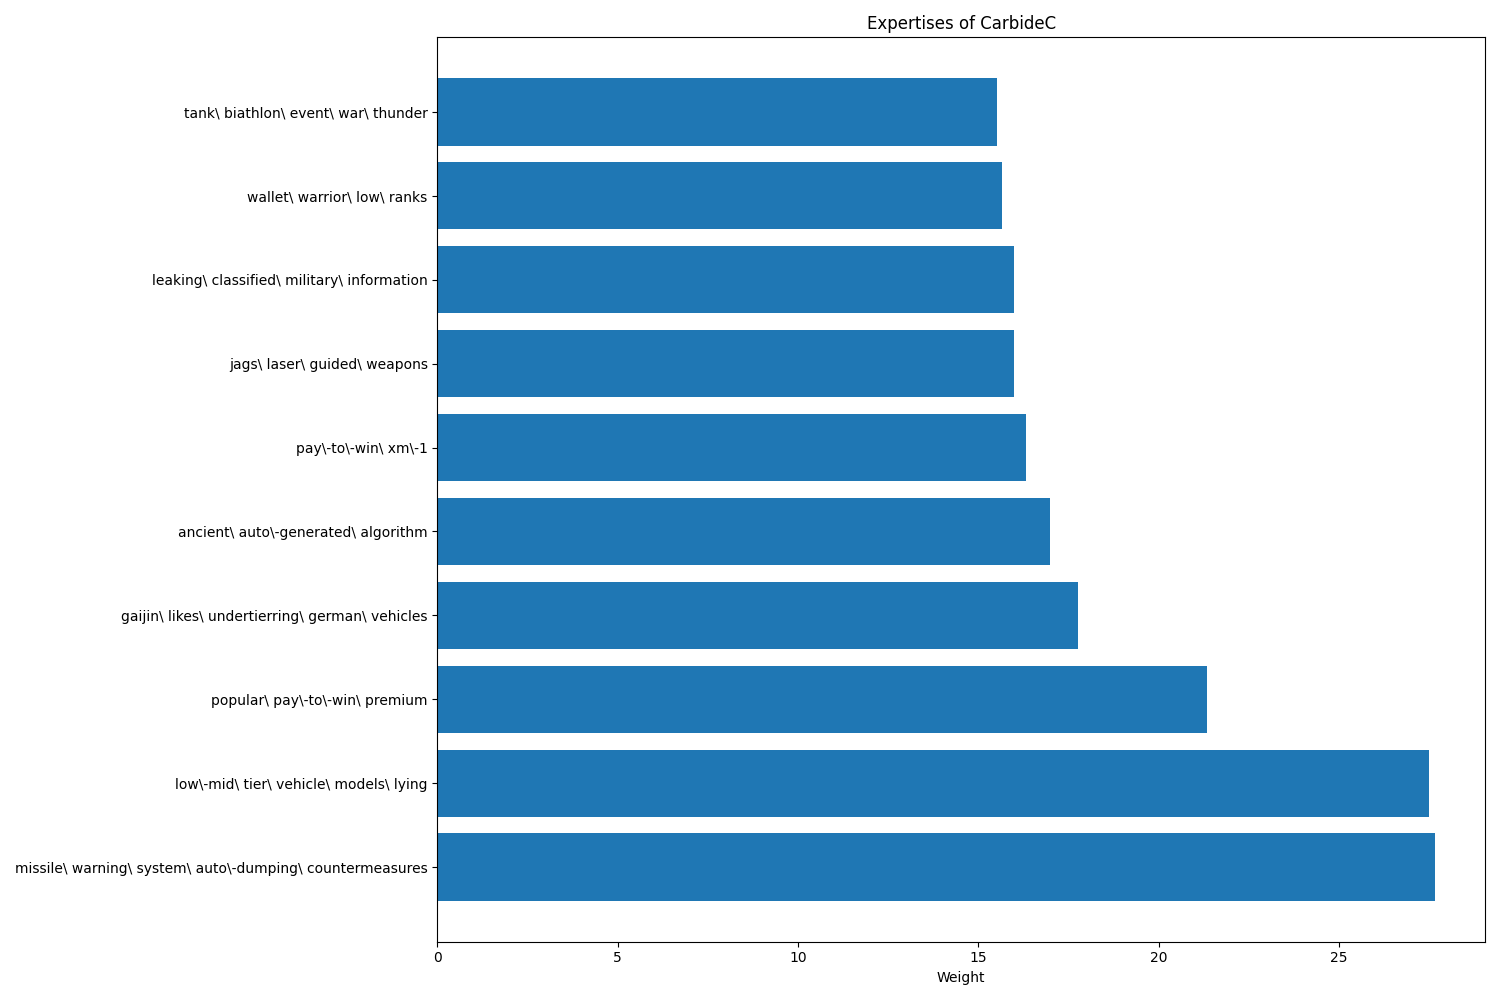 Expertises of CarbideC
tank\ biathlon\ event\ war\ thunder
wallet\ warrior\ low\ ranks
leaking\ classified\ military\ information
jags\ laser\ guided\ weapons
pay\-to\-win\ xm\-1
ancient\ auto\-generated\ algorithm
gaijin\ likes\ undertierring\ german\ vehicles
popular\ pay\-to\-win\ premium
low\-mid\ tier\ vehicle\ models\ lying
missile\ warning\ system\ auto\-dumping\ countermeasures
0 5 10 15 20 25
Weight